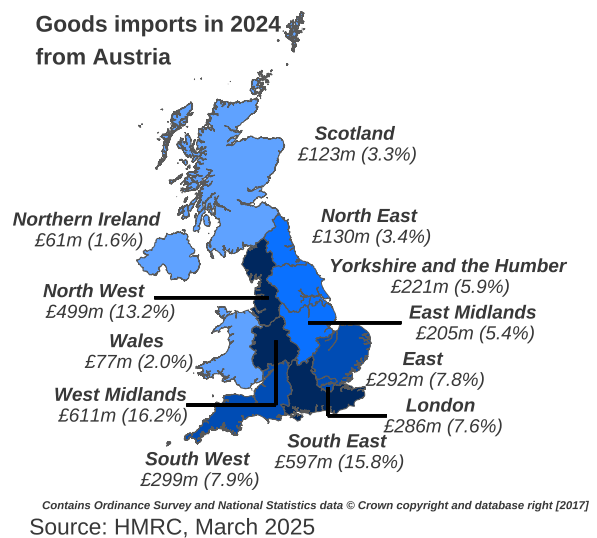 Goods imports in 2024
from Austria
Scotland
£123m (3.3%)
Northern Ireland
£61m (1.6%)
North East
£130m (3.4%)
Yorkshire and the Humber
£221m (5.9%)
North West
£499m (13.2%)
East Midlands
£205m (5.4%)
Wales
£77m (2.0%)
East
£292m (7.8%)
West Midlands
£611m (16.2%)
London
£286m (7.6%)
South East
£597m (15.8%)
South West
£299m (7.9%)
Contains Ordinance Survey and National Statistics data © Crown copyright and database right [2017]
Source: HMRC, March 2025